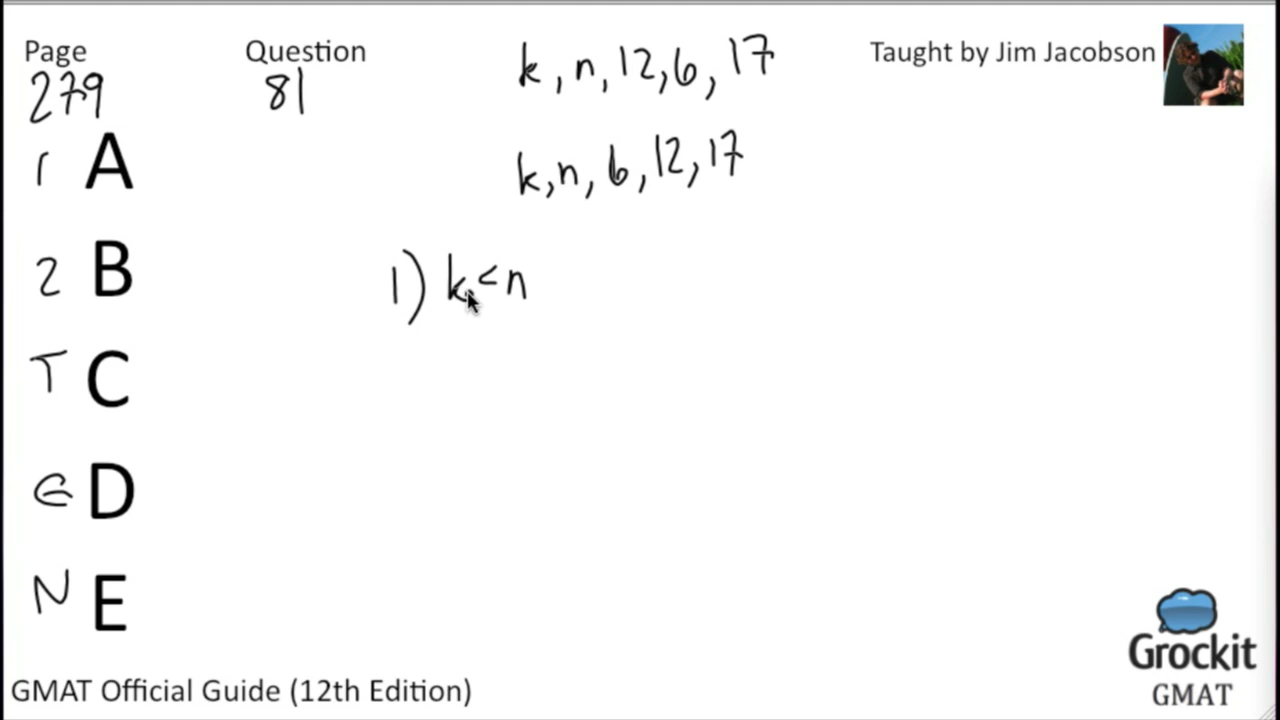 Page Question k, n, 12, 6, 17 Taught by Jim Jacobson
279 81
k, n, 6, 12, 17
1 A
2 B
1) k < n
T C
E D
N E
GMAT Official Guide (12th Edition)
Grockit
GMAT